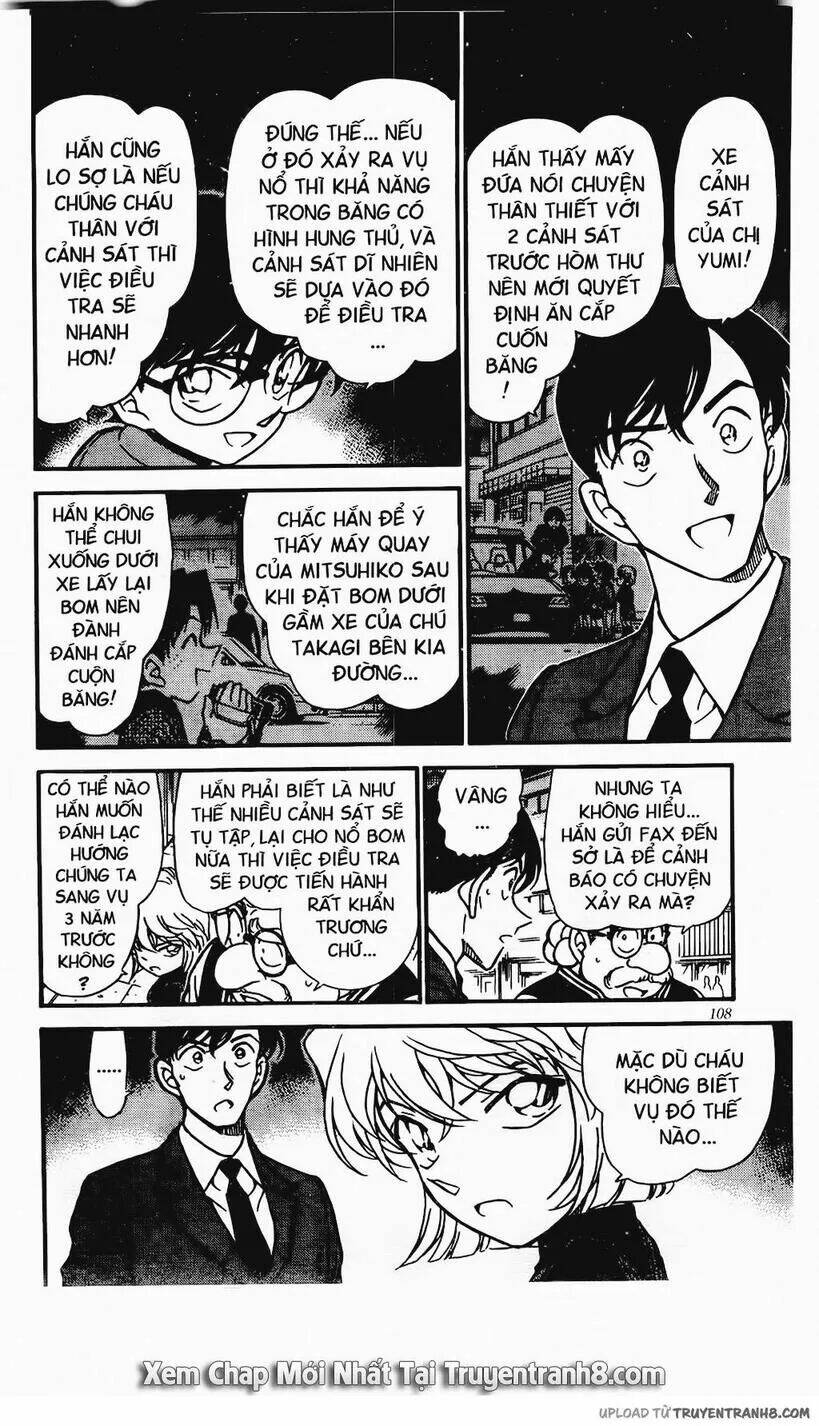 XE
CẢNH
SÁT
CỦA CHỊ
YUMI!
HẮN THẤY MẤY
ĐỨA NÓI CHUYỆN
THÂN THIẾT VỚI
2 CẢNH SÁT
TRƯỚC HÒM THƯ
NÊN MỚI QUYẾT
ĐỊNH ĂN CẮP
CUỐN
BĂNG
!
ĐÚNG THẾ... NẾU
Ở ĐÓ XẢY RA VỤ
NỔ THÌ KHẢ NĂNG
TRONG BĂNG CÓ
HÌNH HUNG THỦ, VÀ
CẢNH SÁT DĨ NHIÊN
SẼ DỰA VÀO ĐÓ
ĐỂ ĐIỀU TRA
...
HẮN CŨNG
LO SỢ LÀ NẾU
CHÚNG CHÁU
THÂN VỚI
CẢNH SÁT THÌ
VIỆC ĐIỀU
TRA SẼ
NHANH
HƠN!
CHẮC HẮN ĐỂ Ý
THẤY MÁY QUAY
CỦA MITSUHIKO SAU
KHI ĐẶT BOM DƯỚI
GẦM XE CỦA CHÚ
TAKAGI BÊN KIA
ĐƯỜNG...
HẮN KHÔNG
THỂ CHUI
XUỐNG DƯỚI
XE LẤY LẠI
BOM NÊN
ĐÀNH
ĐÁNH CẮP
CUỘN
BĂNG!
NHƯNG TA
KHÔNG HIỂU...
HẮN GỬI FAX ĐẾN
SỞ LÀ ĐỂ CẢNH
BÁO CÓ CHUYỆN
XẢY RA MÀ?
VÂNG
...
HẮN PHẢI BIẾT LÀ NHƯ
THẾ NHIỀU CẢNH SÁT SẼ
TỤ TẬP, LẠI CHO NỔ BOM
NỮA THÌ VIỆC ĐIỀU TRA
SẼ ĐƯỢC TIẾN HÀNH
RẤT KHẨN
TRƯƠNG
CHỨ...
CÓ THỂ NÀO
HẮN MUỐN
ĐÁNH LẠC
HƯỚNG
CHÚNG TA
SANG VỤ
3 NĂM
TRƯỚC
KHÔNG
?
108
MẶC DÙ CHÁU
KHÔNG BIẾT
VỤ ĐÓ THẾ
NÀO...
......
Xem Chap Mới Nhất Tại Truyentranh8.com
UPLOAD TỪ TRUYENTRANH8.COM